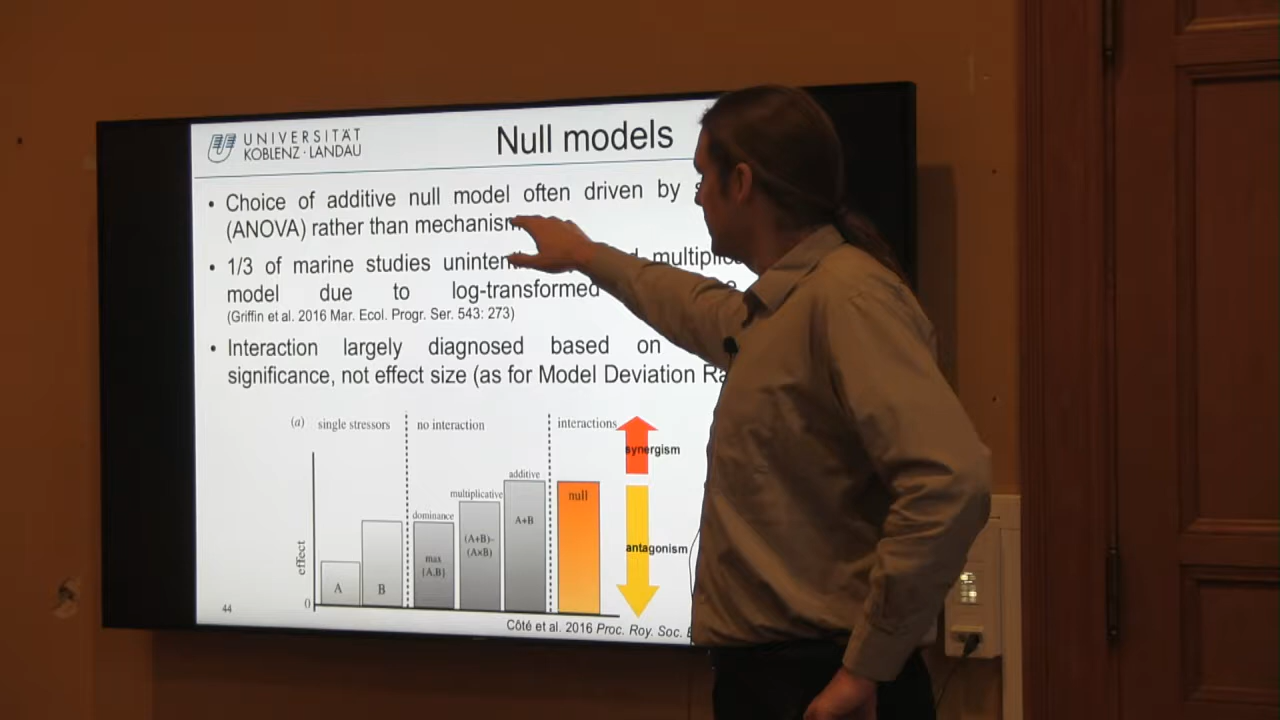 UNIVERSITÄT
KOBLENZ · LANDAU
Null models
• Choice of additive null model often driven by
(ANOVA) rather than mechanism
• 1/3 of marine studies
model due to log-transformed
(Griffin et al. 2016 Mar. Ecol. Progr. Ser. 543: 273)
• Interaction largely diagnosed based on
significance, not effect size (as for Model Deviation
(a) single stressors no interaction interactions
synergism
additive
multiplicative
null
dominance
A+B
(A+B)-
(A×B)
antagonism
max
{A,B}
effect
A
B
0
44
Côté et al. 2016 Proc. Roy. Soc.